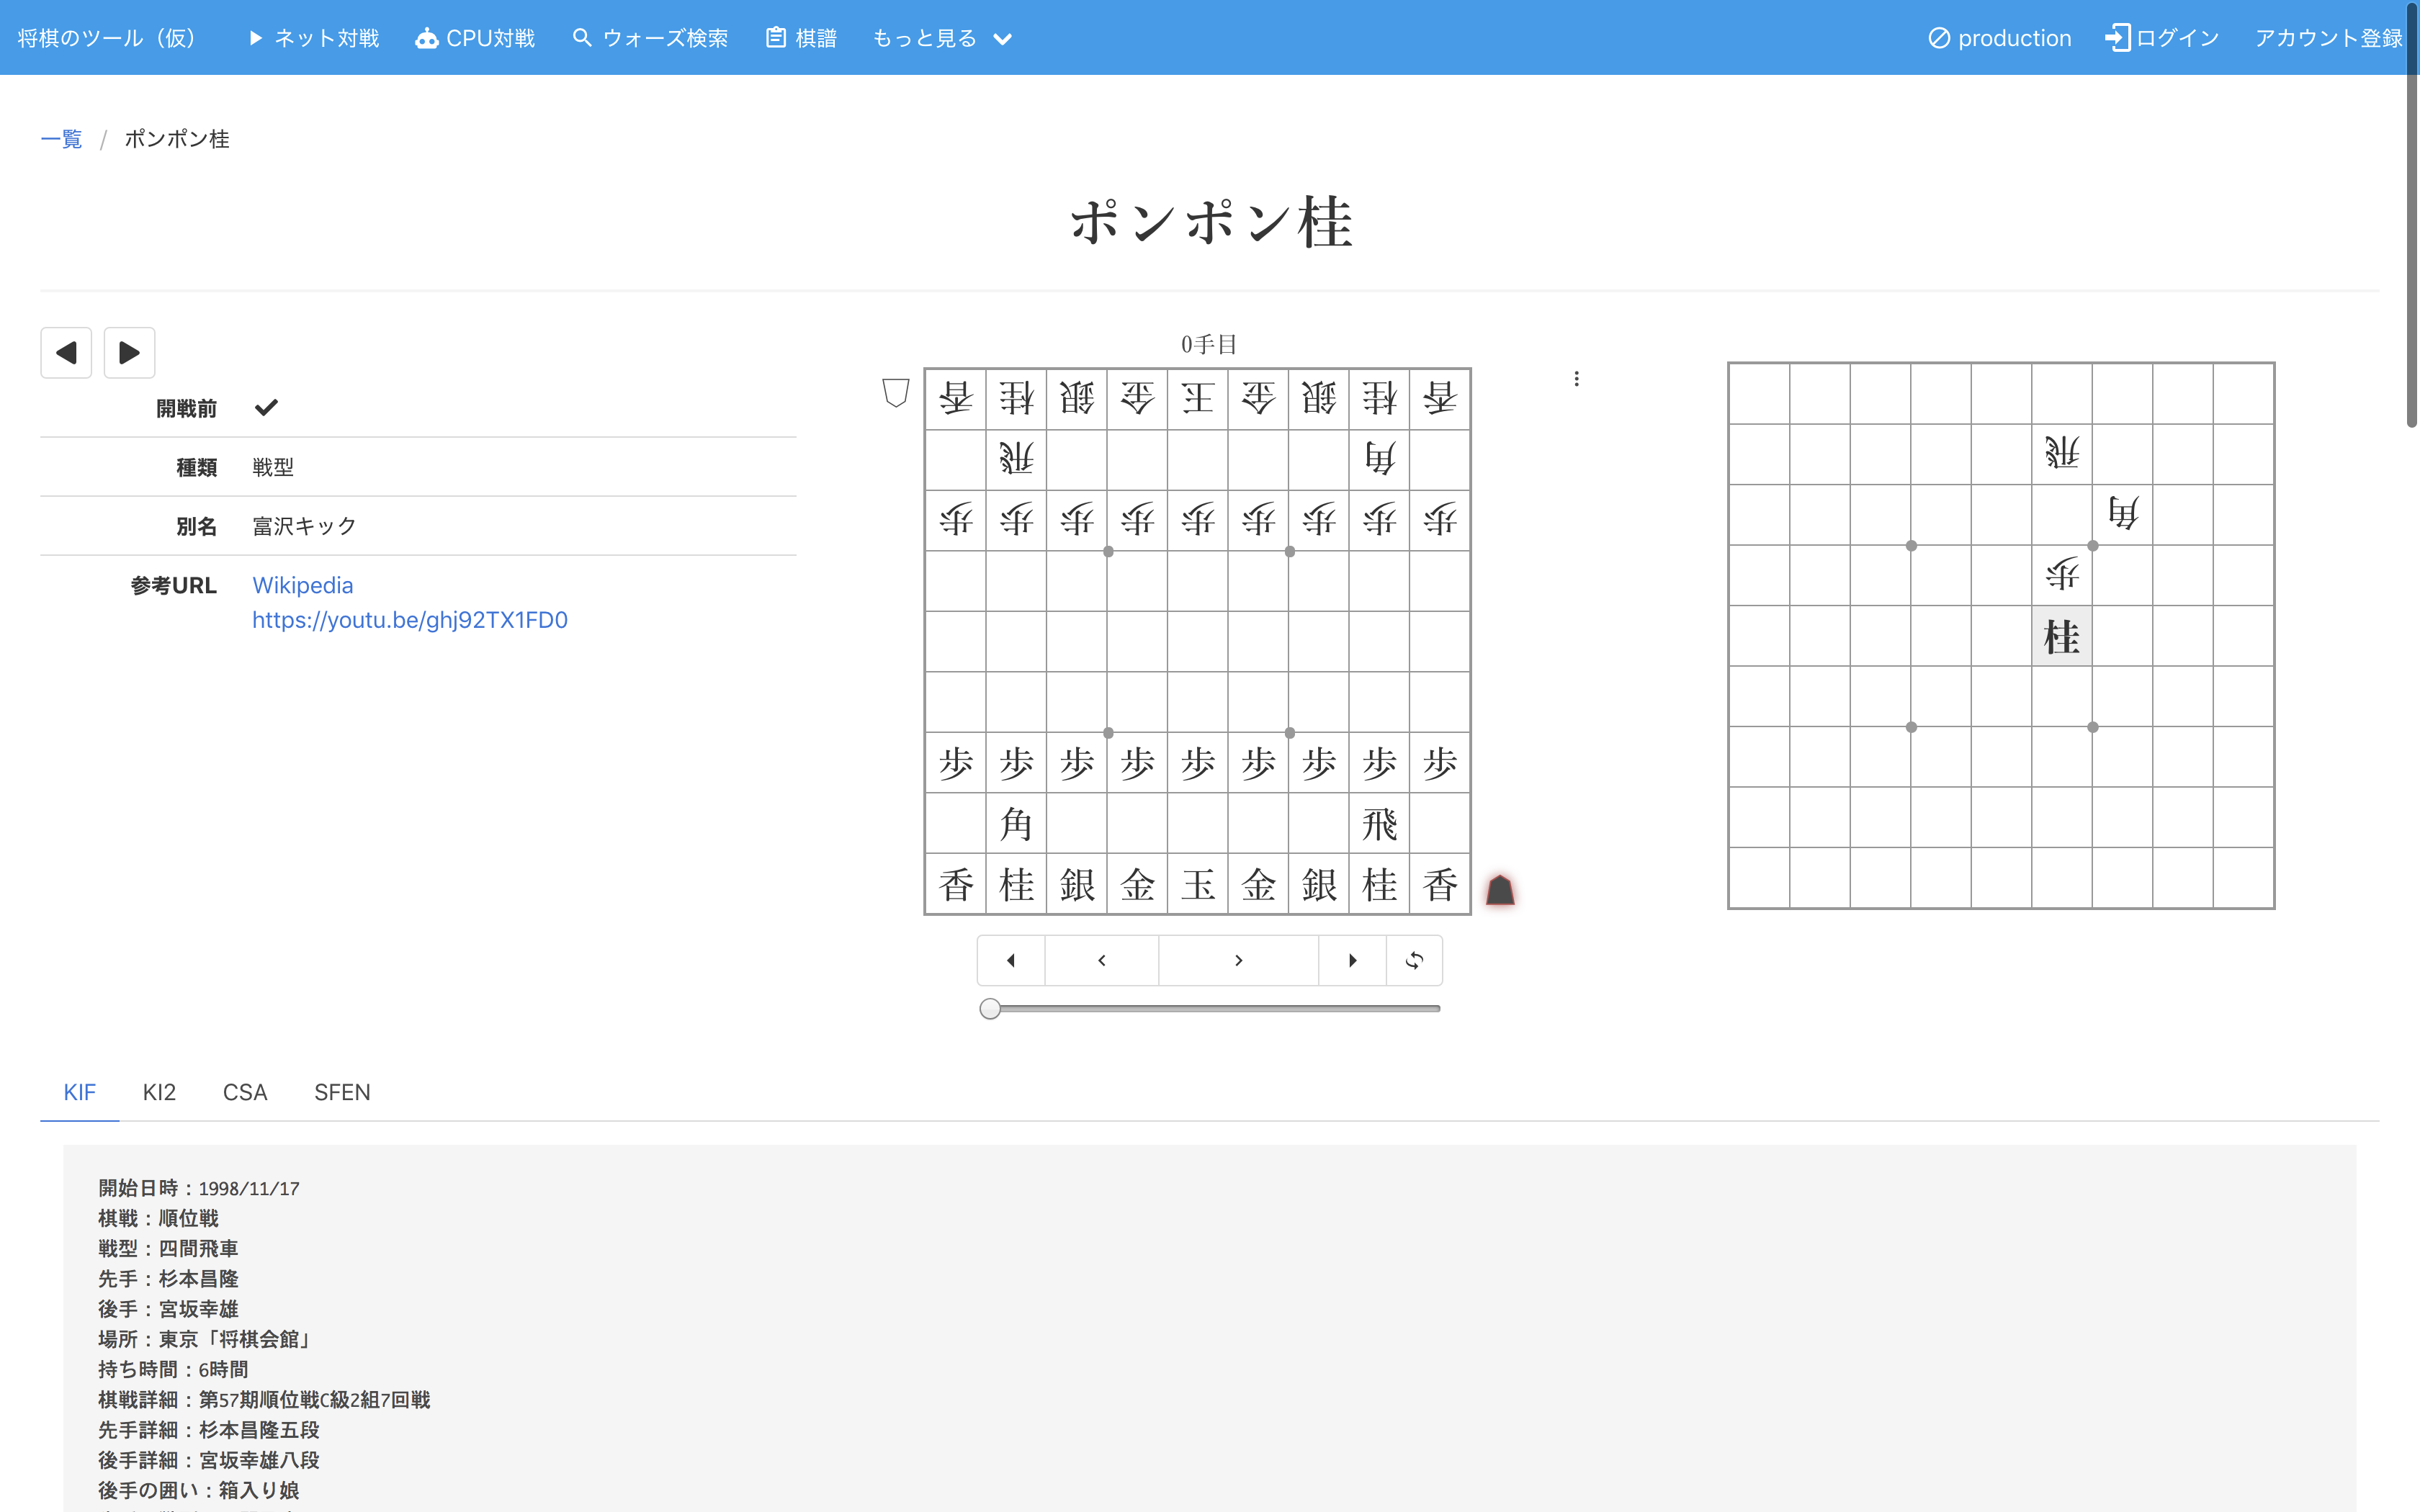 将棋のツール（仮） ネット対戦 CPU対戦 ウォーズ検索 棋譜 もっと見る production ログイン アカウント登録
一覧 / ポンポン桂
ポンポン桂
開戦前
種類 戦型
別名 富沢キック
参考URL Wikipedia
https://youtu.be/ghj92TX1FD0
0手目
香桂銀金王金銀桂香
飛 角
歩歩歩歩歩歩歩歩歩
歩歩歩歩歩歩歩歩歩
角 飛
香桂銀金玉金銀桂香
飛
角
歩
桂
KIF KI2 CSA SFEN
開始日時：1998/11/17
棋戦：順位戦
戦型：四間飛車
先手：杉本昌隆
後手：宮坂幸雄
場所：東京「将棋会館」
持ち時間：6時間
棋戦詳細：第57期順位戦C級2組7回戦
先手詳細：杉本昌隆五段
後手詳細：宮坂幸雄八段
後手の囲い：箱入り娘